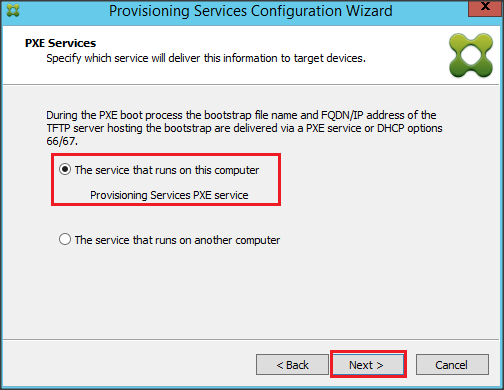 Provisioning Services Configuration Wizard
x
PXE Services
Specify which service will deliver this information to target devices.
During the PXE boot process the bootstrap file name and FQDN/IP address of the
TFTP server hosting the bootstrap are delivered via a PXE service or DHCP options
66/67.
The service that runs on this computer
Provisioning Services PXE service
The service that runs on another computer
< Back
Next >
Cancel